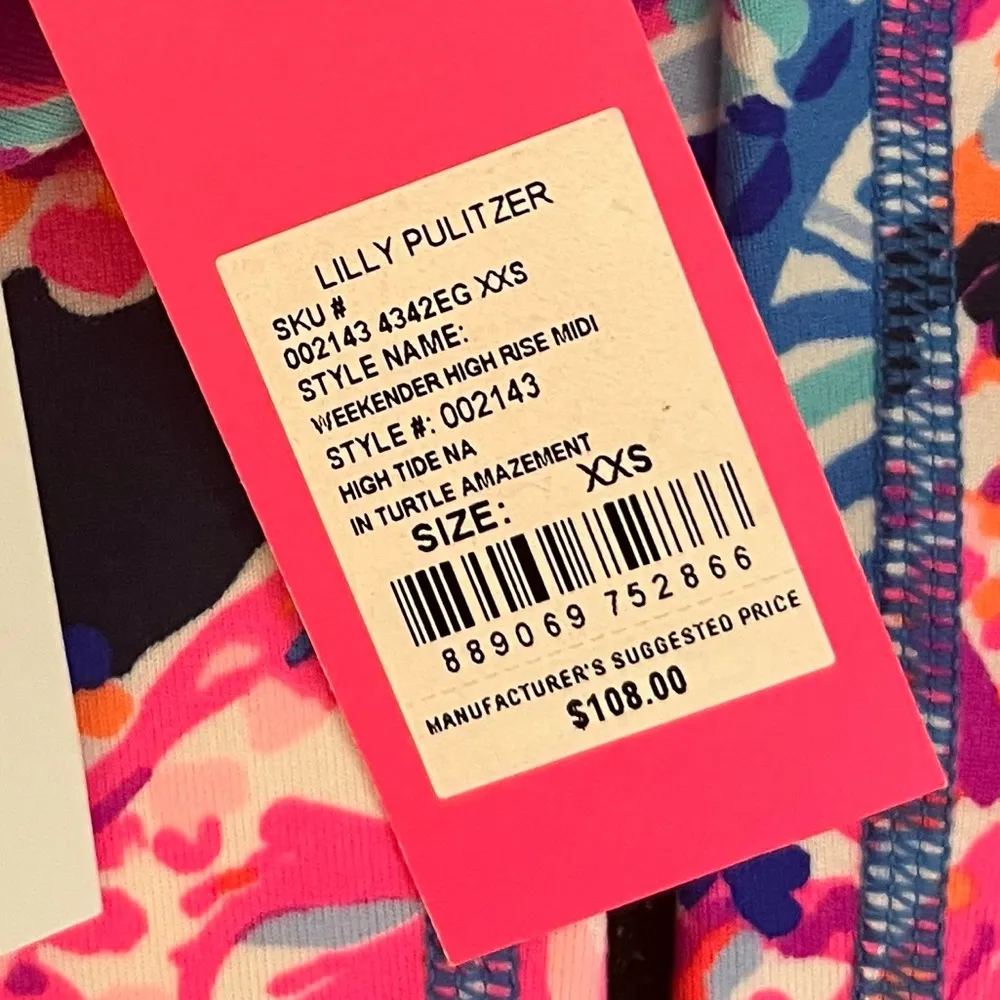 LILLY PULITZER
SKU #
002143 4342EG XXS
STYLE NAME:
WEEKENDER HIGH RISE MIDI
STYLE #: 002143
HIGH TIDE NA
IN TURTLE AMAZEMENT
SIZE: XXS
889069 752866
MANUFACTURER'S SUGGESTED PRICE
$108.00